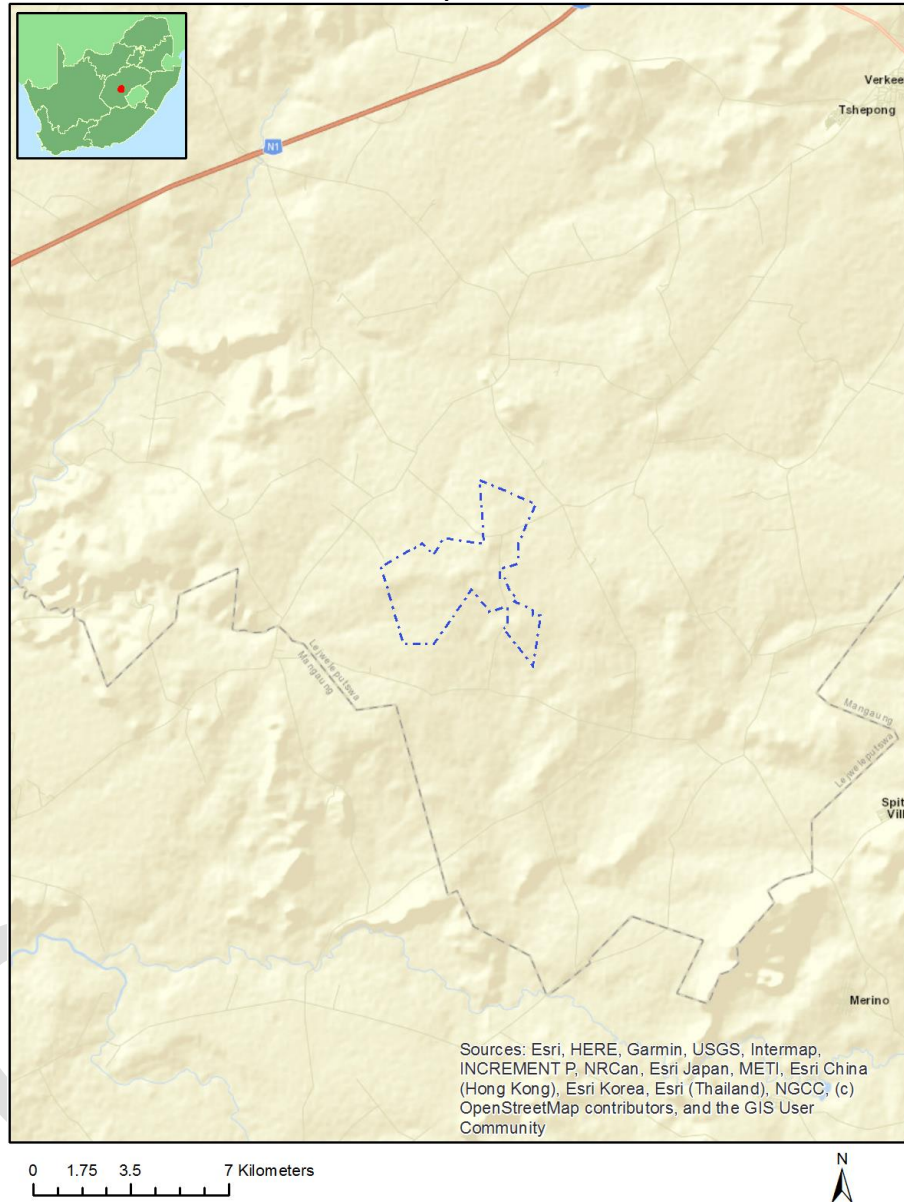 N1
Verkee
Tshepong
Lejweleputswa
Mangaung
Mangaung
Lejweleputswa
Spit
Vill
Merino
Sources: Esri, HERE, Garmin, USGS, Intermap,
INCREMENT P, NRCan, Esri Japan, METI, Esri China
(Hong Kong), Esri Korea, Esri (Thailand), NGCC, (c)
OpenStreetMap contributors, and the GIS User
Community
0 1.75 3.5 7 Kilometers
N